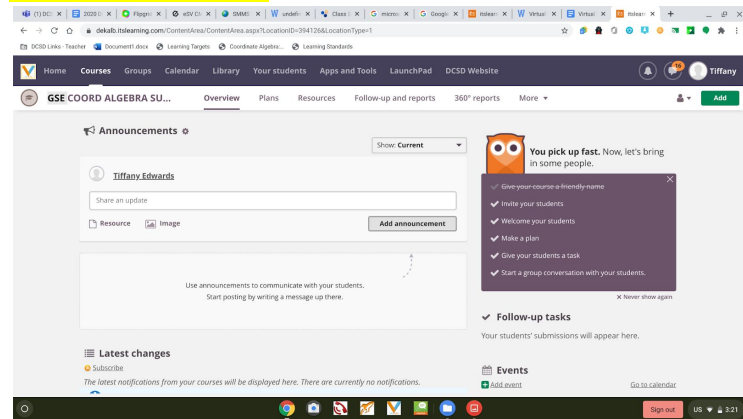 (1) DCS
2020 D
Flipgrid
eSV Cl
SMMS
undefin
Class
micros
Google
itslearn
Virtual
Virtual
itslearn
dekalb.itslearning.com/ContentArea/ContentArea.aspx?LocationID=394126&LocationType=1
DCSD Links - Teacher Document1.docx Learning Targets Coordinate Algebra:... Learning Standards
Home Courses Groups Calendar Library Your students Apps and Tools LaunchPad DCSD Website 16 Tiffany
GSE COORD ALGEBRA SU... Overview Plans Resources Follow-up and reports 360° reports More Add
Announcements
Show: Current
Tiffany Edwards
Share an update
Resource Image Add announcement
Use announcements to communicate with your students.
Start posting by writing a message up there.
Latest changes
Subscribe
The latest notifications from your courses will be displayed here. There are currently no notifications.
You pick up fast. Now, let's bring
in some people.
Give your course a friendly name
Invite your students
Welcome your students
Make a plan
Give your students a task
Start a group conversation with your students.
Never show again
Follow-up tasks
Your students' submissions will appear here.
Events
Add event Go to calendar
Sign out US 3:21